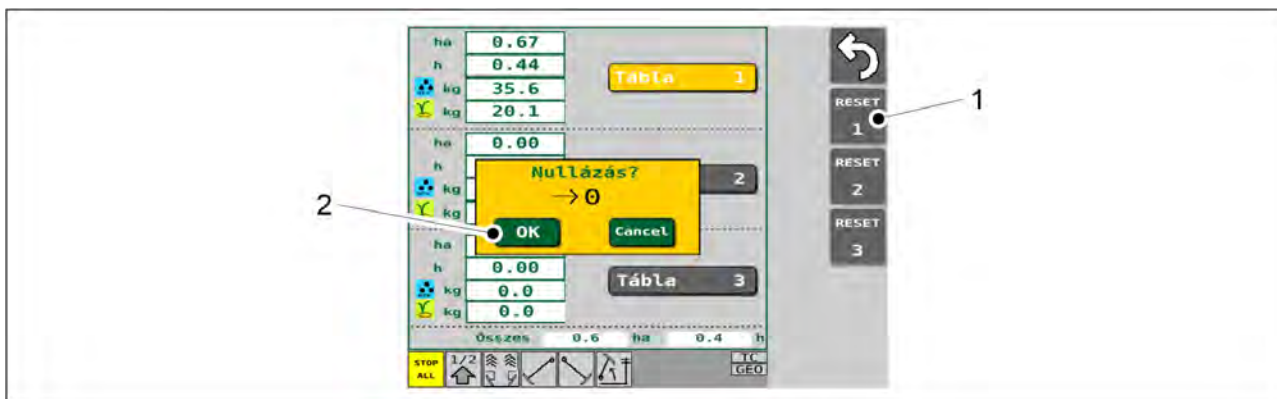 ha 0.67
h 0.44
kg 35.6
kg 20.1
Tábla 1
ha 0.00
h
kg
kg
2
Nullázás?
→0
OK Cancel
ha
h 0.00
kg 0.0
kg 0.0
Tábla 3
Összes 0.6 ha 0.4 h
STOP
ALL
1/2
TC
GEO
RESET
1
RESET
2
RESET
3
1
2